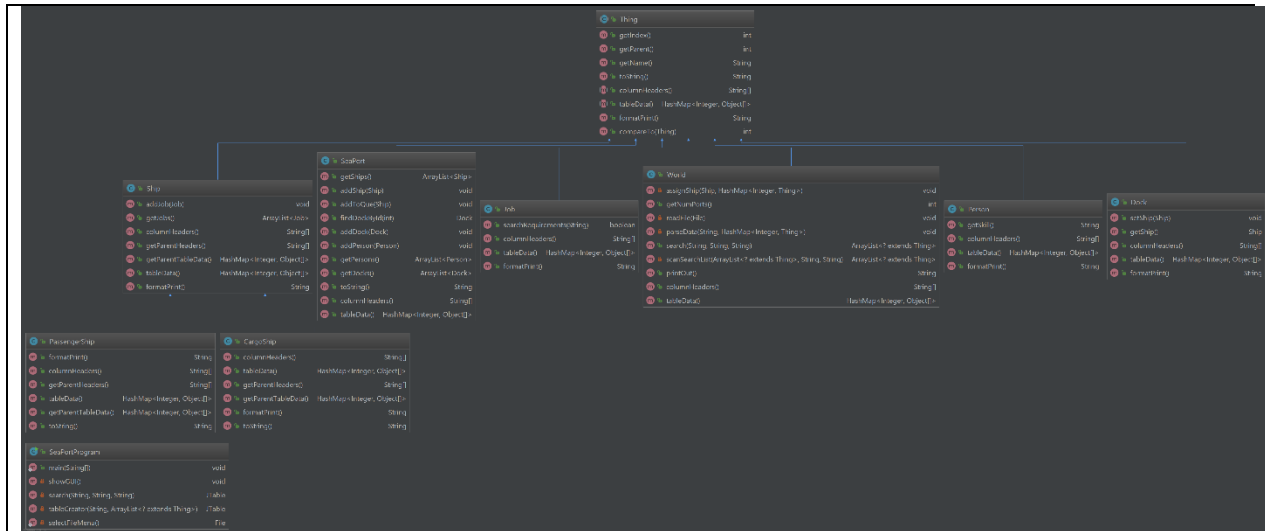 Thing
getIndex() int
getParent() int
getName() String
toString() String
columnHeaders() String[]
tableData() HashMap<Integer, Object[]>
formatPrint() String
compareTo(Thing) int
Ship
addJob(Job) void
getJobs() ArrayList<Job>
columnHeaders() String[]
getParentHeaders() String[]
getParentTableData() HashMap<Integer, Object[]>
tableData() HashMap<Integer, Object[]>
formatPrint() String
SeaPort
getShips() ArrayList<Ship>
addShip(Ship) void
addToQue(Ship) void
findDockById(int) Dock
addDock(Dock) void
addPerson(Person) void
getPersons() ArrayList<Person>
getDocks() ArrayList<Dock>
toString() String
columnHeaders() String[]
tableData() HashMap<Integer, Object[]>
Job
searchRequirements(String) boolean
columnHeaders() String[]
tableData() HashMap<Integer, Object[]>
formatPrint() String
World
assignShip(Ship, HashMap<Integer, Thing>) void
getNumPorts() int
readFile(File) void
parseData(String, HashMap<Integer, Thing>) void
search(String, String, String) ArrayList<? extends Thing>
scanSearchList(ArrayList<? extends Thing>, String, String) ArrayList<? extends Thing>
printOut() String
columnHeaders() String[]
tableData() HashMap<Integer, Object[]>
Person
getSkill() String
columnHeaders() String[]
tableData() HashMap<Integer, Object[]>
formatPrint() String
Dock
setShip(Ship) void
getShip() Ship
columnHeaders() String[]
tableData() HashMap<Integer, Object[]>
formatPrint() String
PassengerShip
formatPrint() String
columnHeaders() String[]
getParentHeaders() String[]
tableData() HashMap<Integer, Object[]>
getParentTableData() HashMap<Integer, Object[]>
toString() String
CargoShip
columnHeaders() String[]
tableData() HashMap<Integer, Object[]>
getParentHeaders() String[]
getParentTableData() HashMap<Integer, Object[]>
formatPrint() String
toString() String
SeaPortProgram
main(String[]) void
showGUI() void
search(String, String, String) JTable
tableCreator(String, ArrayList<? extends Thing>) JTable
selectFileMenu() File